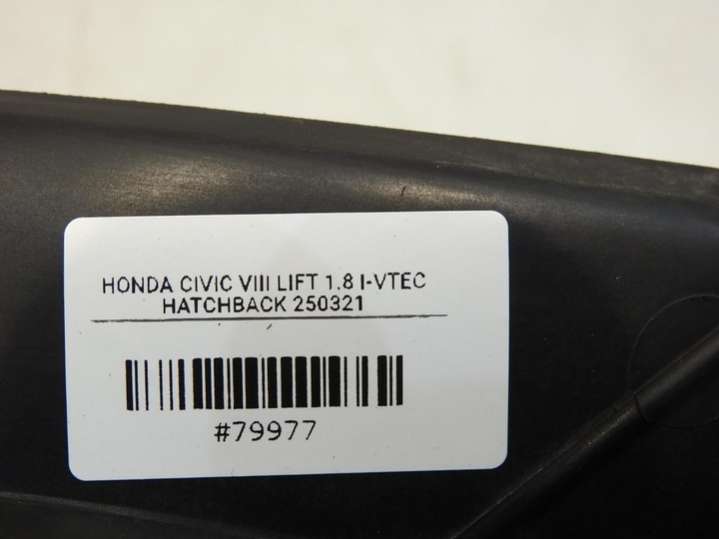 HONDA CIVIC VIII LIFT 1.8 I-VTEC
HATCHBACK 250321
#79977